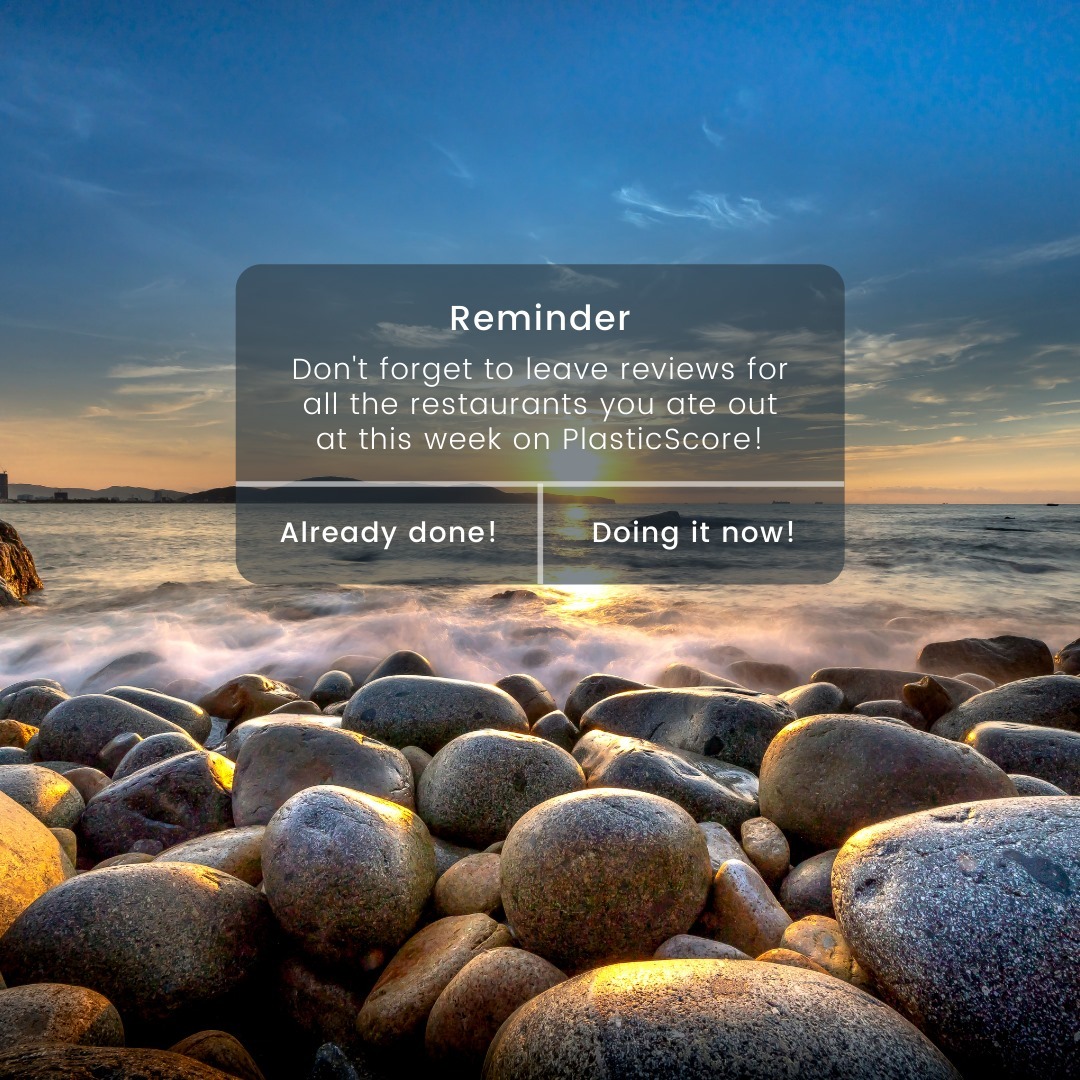 Reminder
Don't forget to leave reviews for
all the restaurants you ate out
at this week on PlasticScore!
Already done!
Doing it now!